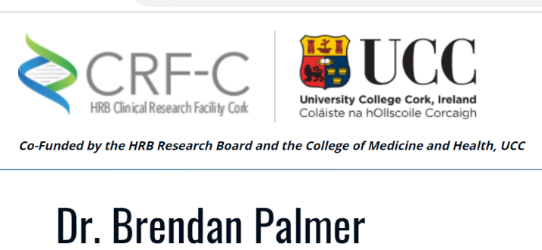 CRF-C
HRB Clinical Research Facility Cork
UCC
University College Cork, Ireland
Coláiste na hOllscoile Corcaigh
Co-Funded by the HRB Research Board and the College of Medicine and Health, UCC
Dr. Brendan Palmer